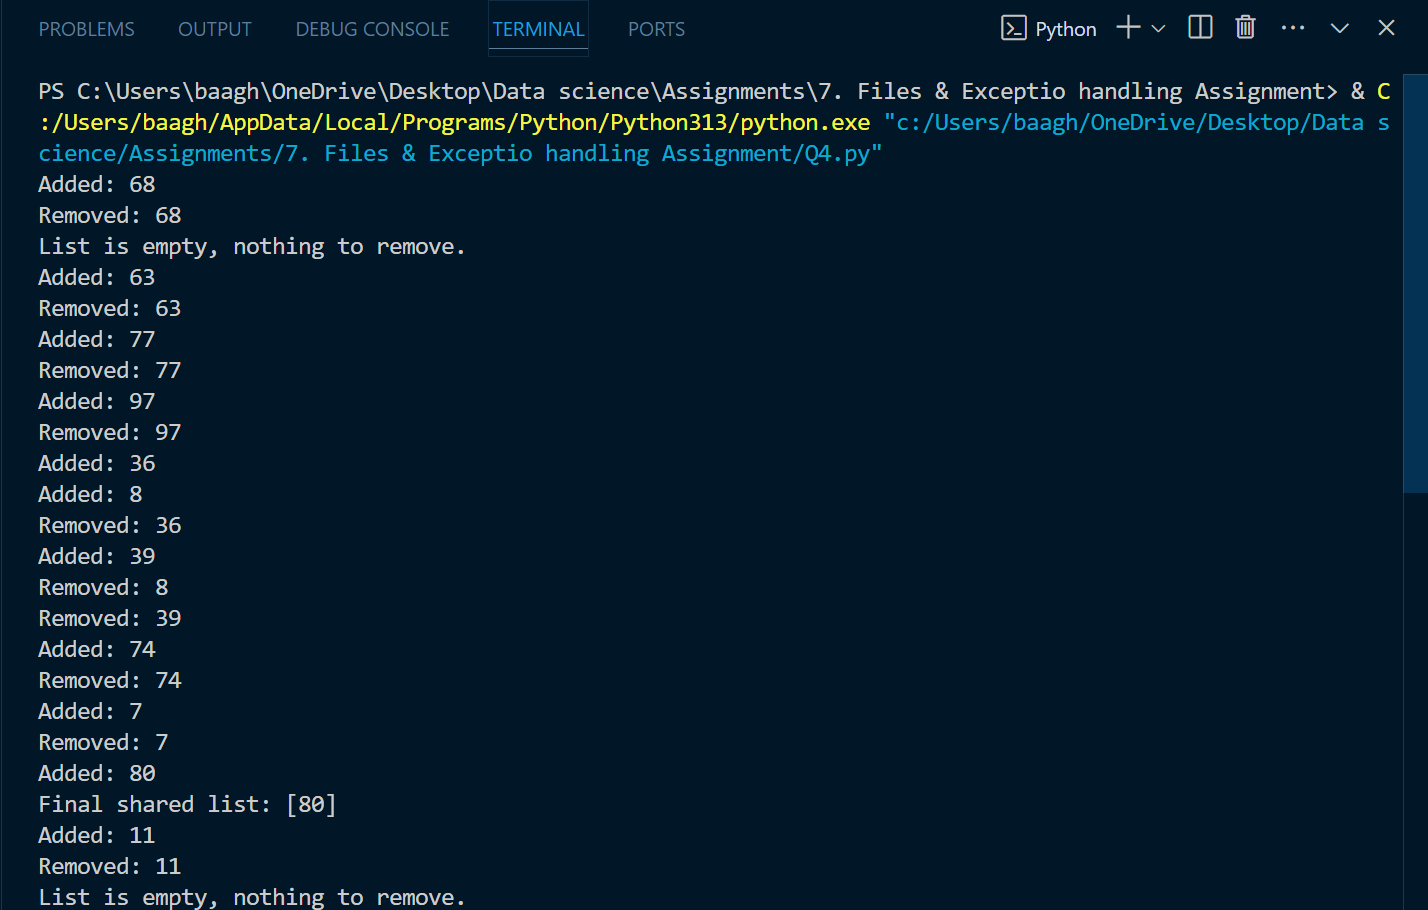 PROBLEMS OUTPUT DEBUG CONSOLE TERMINAL PORTS Python
PS C:\Users\baagh\OneDrive\Desktop\Data science\Assignments\7. Files & Exceptio handling Assignment> & C
:/Users/baagh/AppData/Local/Programs/Python/Python313/python.exe "c:/Users/baagh/OneDrive/Desktop/Data s
cience/Assignments/7. Files & Exceptio handling Assignment/Q4.py"
Added: 68
Removed: 68
List is empty, nothing to remove.
Added: 63
Removed: 63
Added: 77
Removed: 77
Added: 97
Removed: 97
Added: 36
Added: 8
Removed: 36
Added: 39
Removed: 8
Removed: 39
Added: 74
Removed: 74
Added: 7
Removed: 7
Added: 80
Final shared list: [80]
Added: 11
Removed: 11
List is empty, nothing to remove.